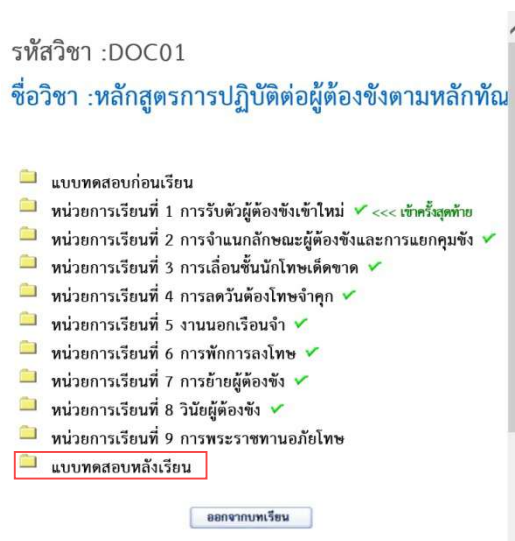 รหัสวิชา :DOC01
ชื่อวิชา :หลักสูตรการปฏิบัติต่อผู้ต้องขังตามหลักทัณ
แบบทดสอบก่อนเรียน
หน่วยการเรียนที่ 1 การรับตัวผู้ต้องขังเข้าใหม่ ✓ <<< เข้าครั้งสุดท้าย
หน่วยการเรียนที่ 2 การจำแนกลักษณะผู้ต้องขังและการแยกคุมขัง ✓
หน่วยการเรียนที่ 3 การเลื่อนชั้นนักโทษเด็ดขาด ✓
หน่วยการเรียนที่ 4 การลดวันต้องโทษจำคุก ✓
หน่วยการเรียนที่ 5 งานนอกเรือนจำ ✓
หน่วยการเรียนที่ 6 การพักการลงโทษ ✓
หน่วยการเรียนที่ 7 การย้ายผู้ต้องขัง ✓
หน่วยการเรียนที่ 8 วินัยผู้ต้องขัง ✓
หน่วยการเรียนที่ 9 การพระราชทานอภัยโทษ
แบบทดสอบหลังเรียน
ออกจากบทเรียน